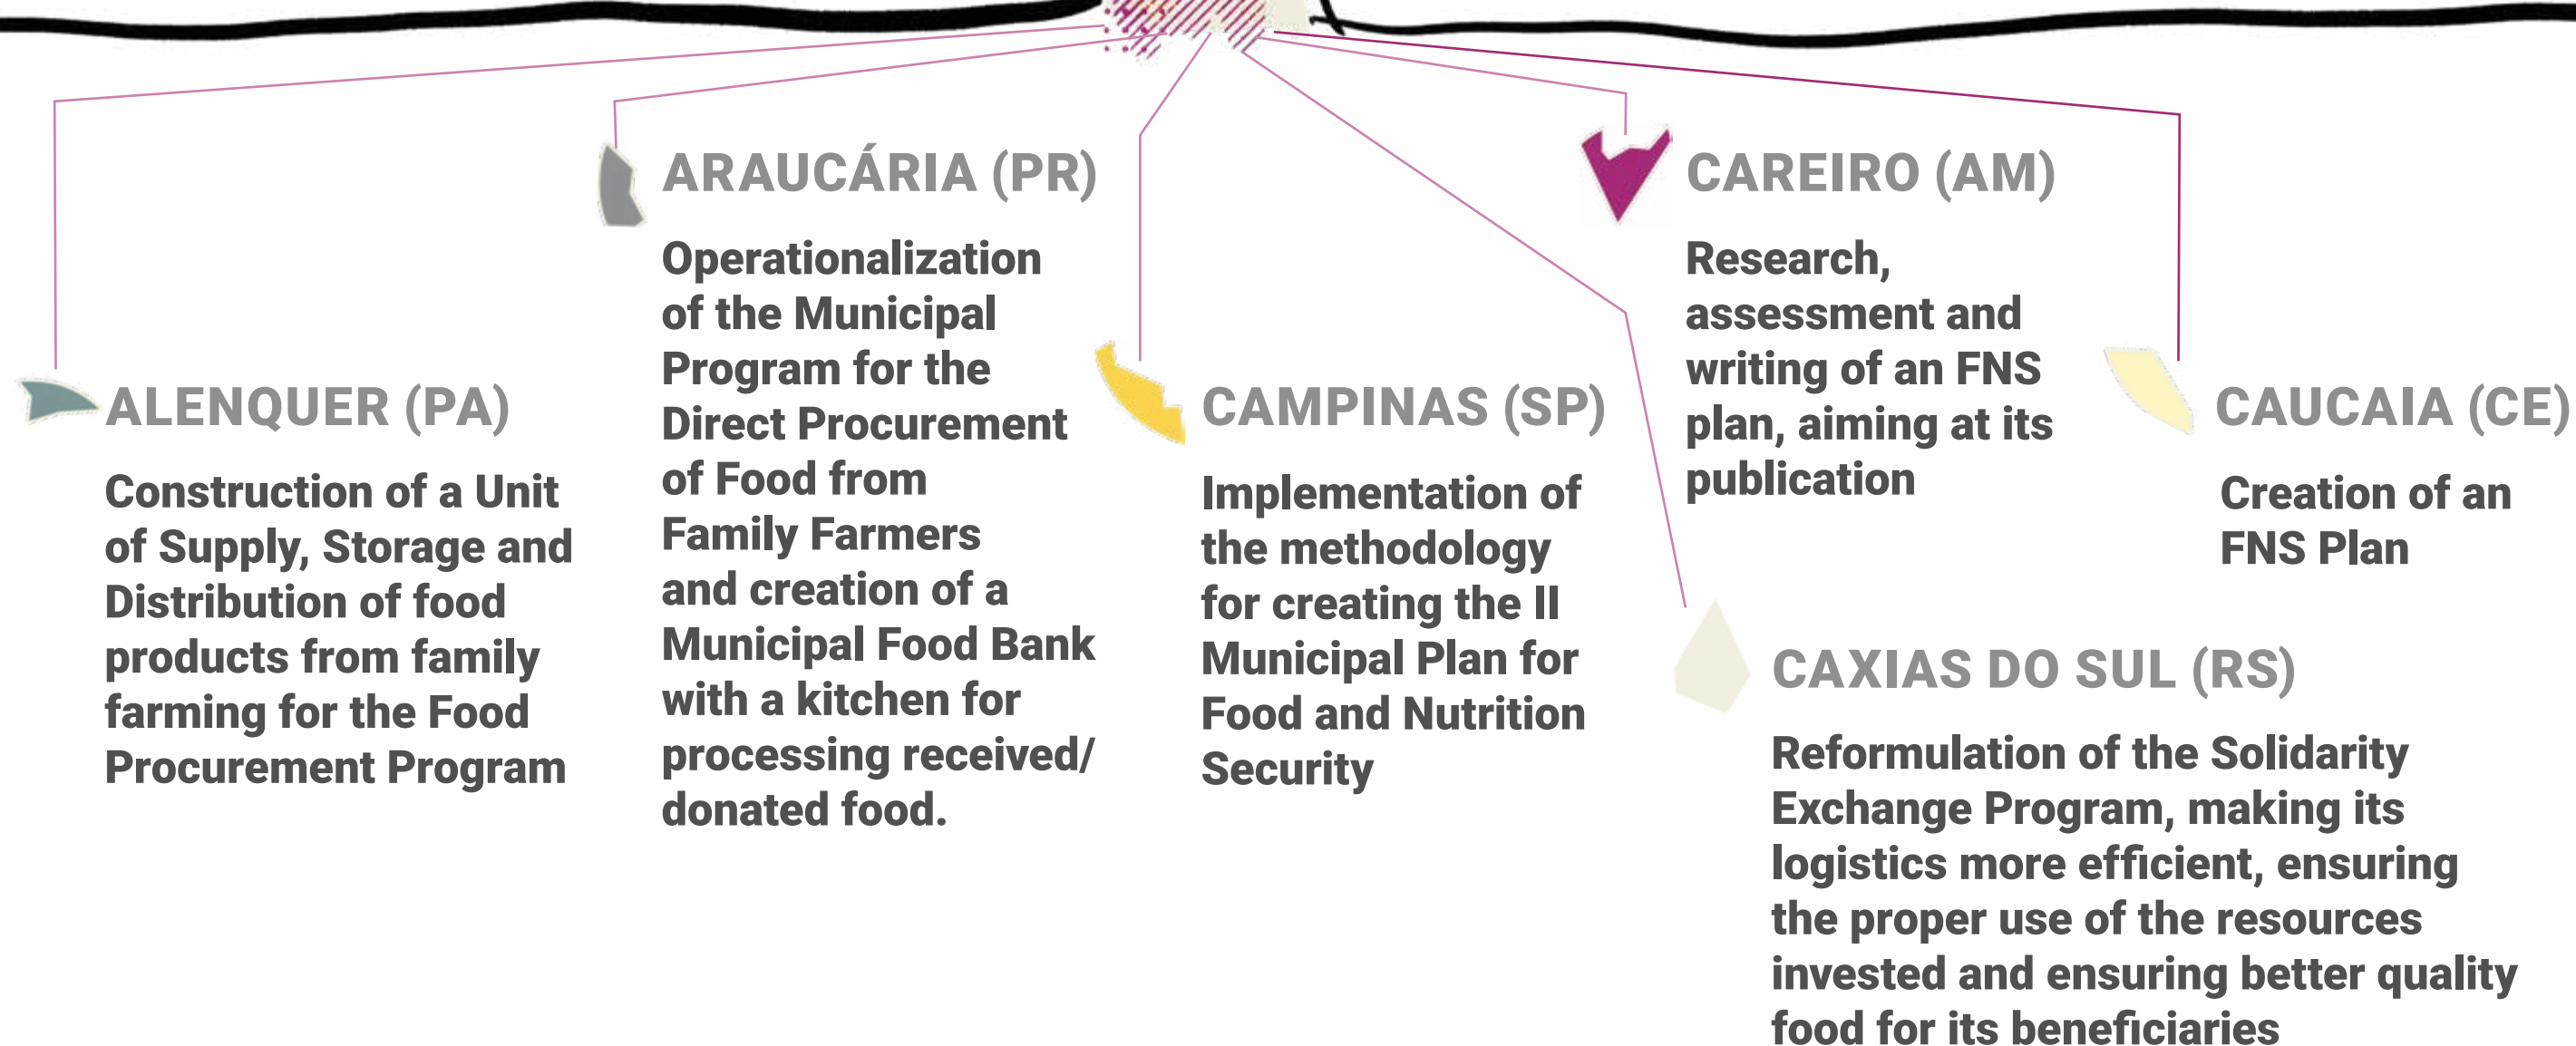 ALENQUER (PA)
Construction of a Unit
of Supply, Storage and
Distribution of food
products from family
farming for the Food
Procurement Program
ARAUCÁRIA (PR)
Operationalization
of the Municipal
Program for the
Direct Procurement
of Food from
Family Farmers
and creation of a
Municipal Food Bank
with a kitchen for
processing received/
donated food.
CAMPINAS (SP)
Implementation of
the methodology
for creating the II
Municipal Plan for
Food and Nutrition
Security
CAREIRO (AM)
Research,
assessment and
writing of an FNS
plan, aiming at its
publication
CAXIAS DO SUL (RS)
Reformulation of the Solidarity
Exchange Program, making its
logistics more efficient, ensuring
the proper use of the resources
invested and ensuring better quality
food for its beneficiaries
CAUCAIA (CE)
Creation of an
FNS Plan